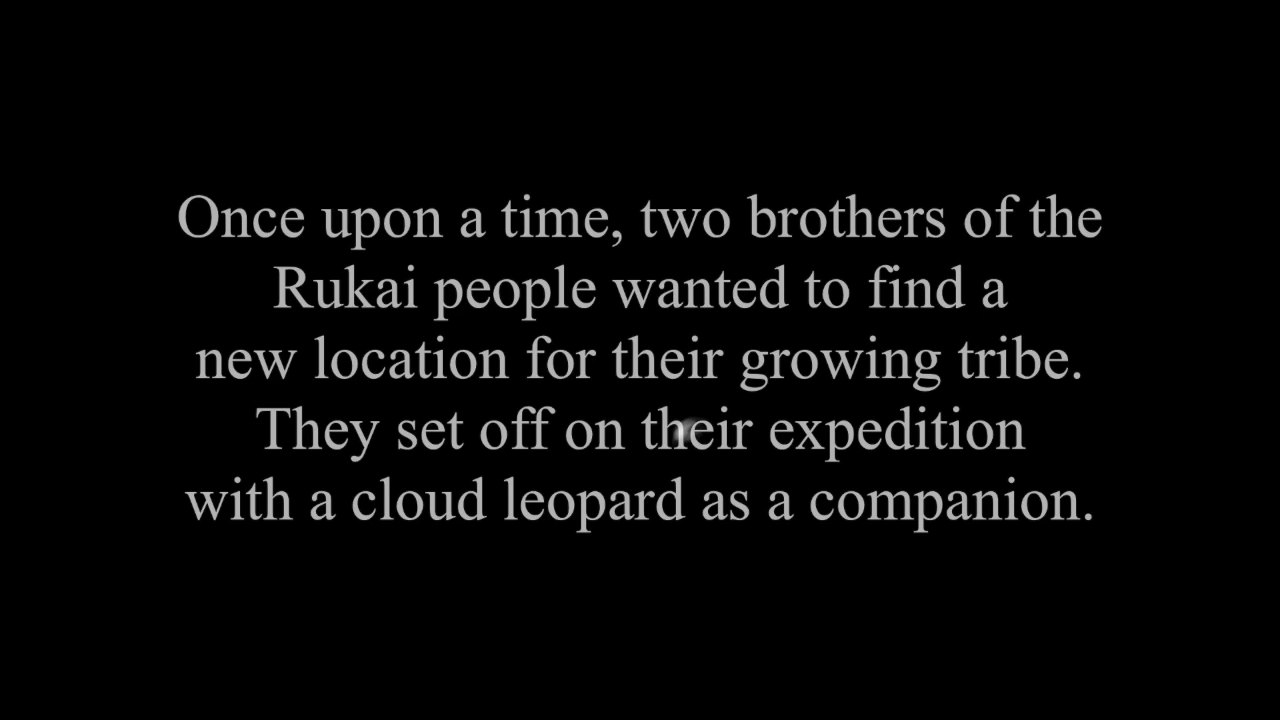 Once upon a time, two brothers of the
Rukai people wanted to find a
new location for their growing tribe.
They set off on their expedition
with a cloud leopard as a companion.